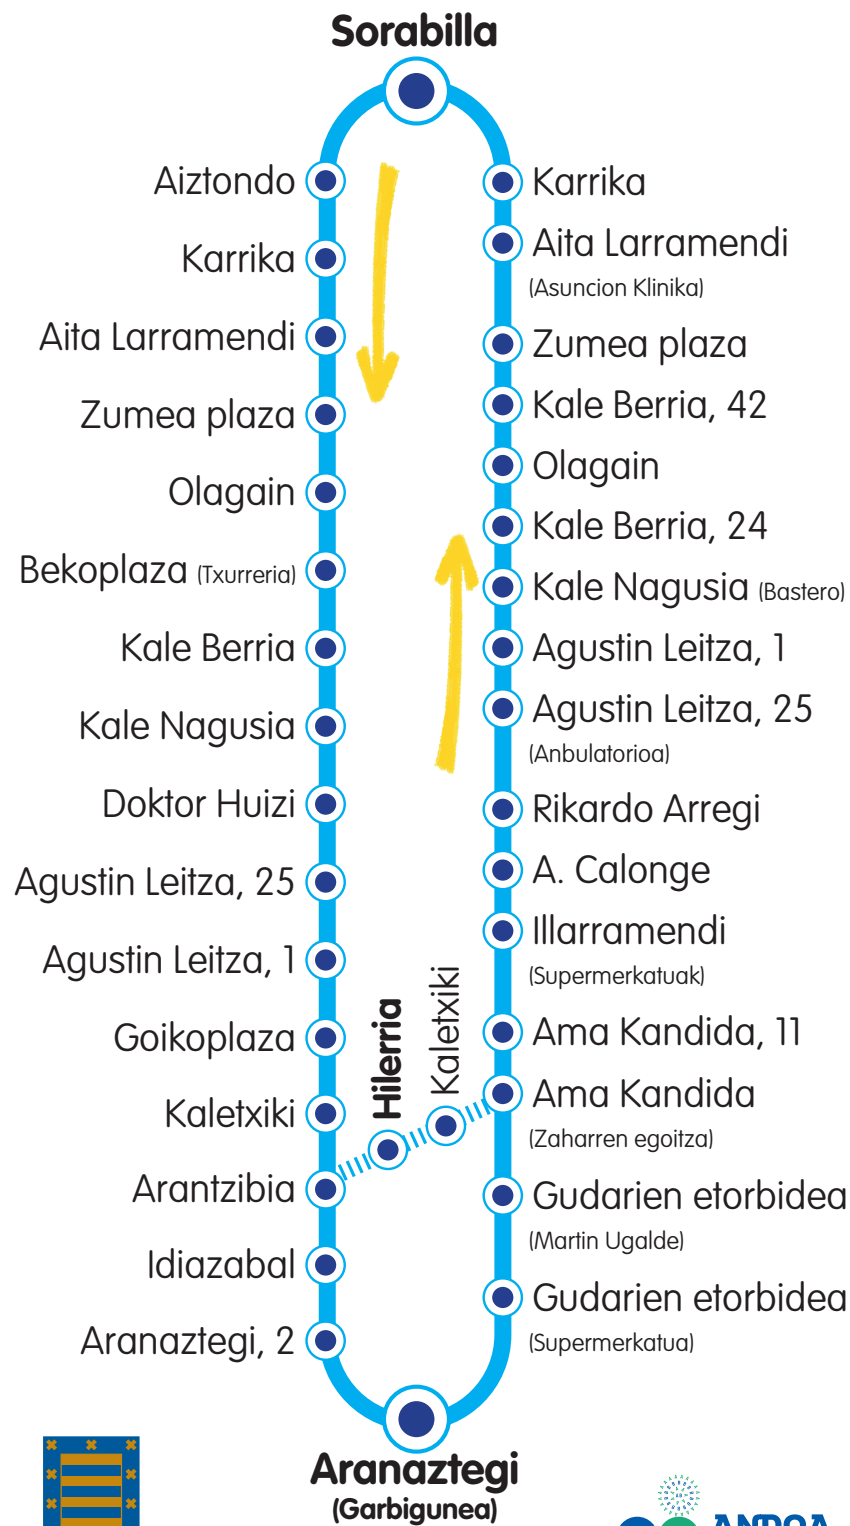 Sorabilla
Aiztondo
Karrika
Aita Larramendi
Zumea plaza
Olagain
Bekoplaza (Txurreria)
Kale Berria
Kale Nagusia
Doktor Huizi
Agustin Leitza, 25
Agustin Leitza, 1
Goikoplaza
Kaletxiki
Arantzibia
Idiazabal
Aranaztegi, 2
Hilerria
Kaletxiki
Karrika
Aita Larramendi
(Asuncion Klinika)
Zumea plaza
Kale Berria, 42
Olagain
Kale Berria, 24
Kale Nagusia (Bastero)
Agustin Leitza, 1
Agustin Leitza, 25
(Anbulatorioa)
Rikardo Arregi
A. Calonge
Illarramendi
(Supermerkatuak)
Ama Kandida, 11
Ama Kandida
(Zaharren egoitza)
Gudarien etorbidea
(Martin Ugalde)
Gudarien etorbidea
(Supermerkatua)
Aranaztegi
(Garbigunea)